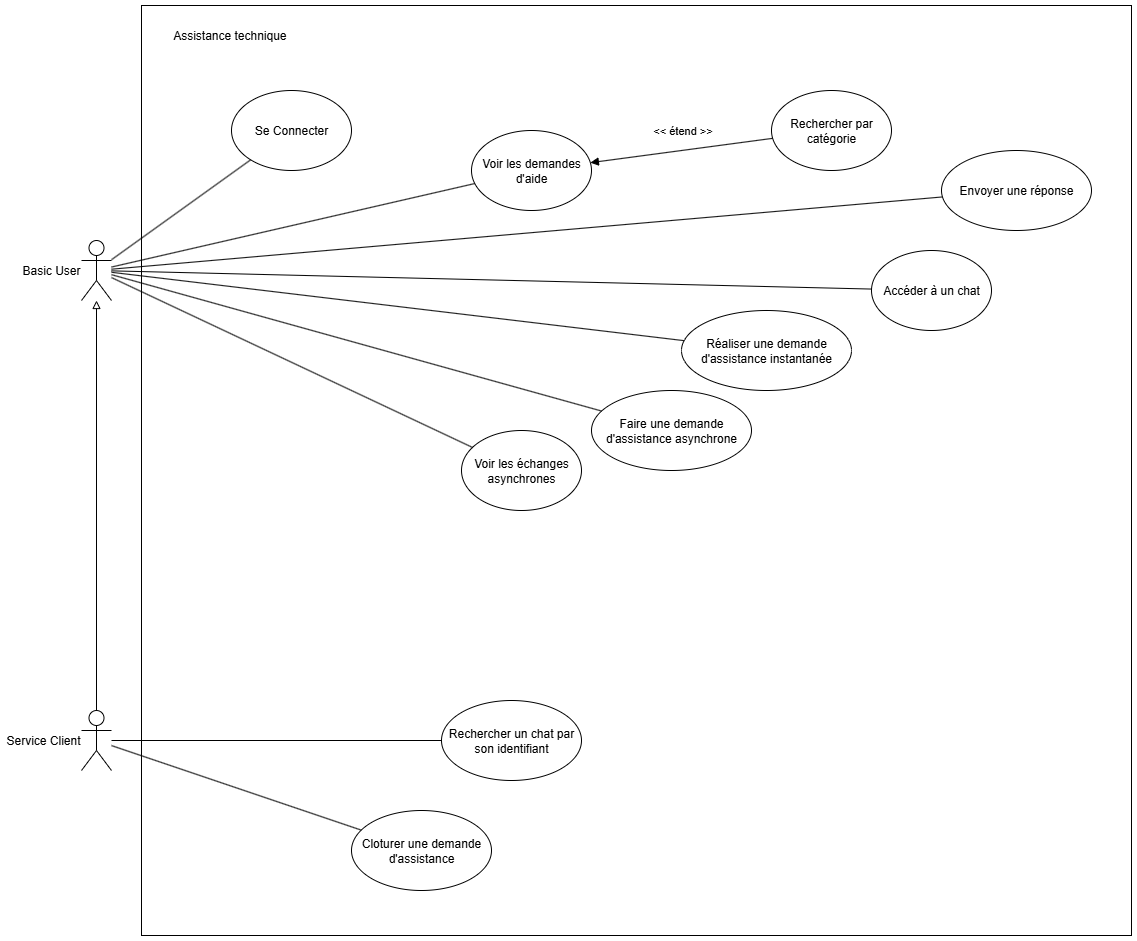 Assistance technique
Se Connecter
Voir les demandes
d'aide
<< étend >>
Rechercher par
catégorie
Envoyer une réponse
Basic User
Accéder à un chat
Réaliser une demande
d'assistance instantanée
Faire une demande
d'assistance asynchrone
Voir les échanges
asynchrones
Service Client
Rechercher un chat par
son identifiant
Cloturer une demande
d'assistance